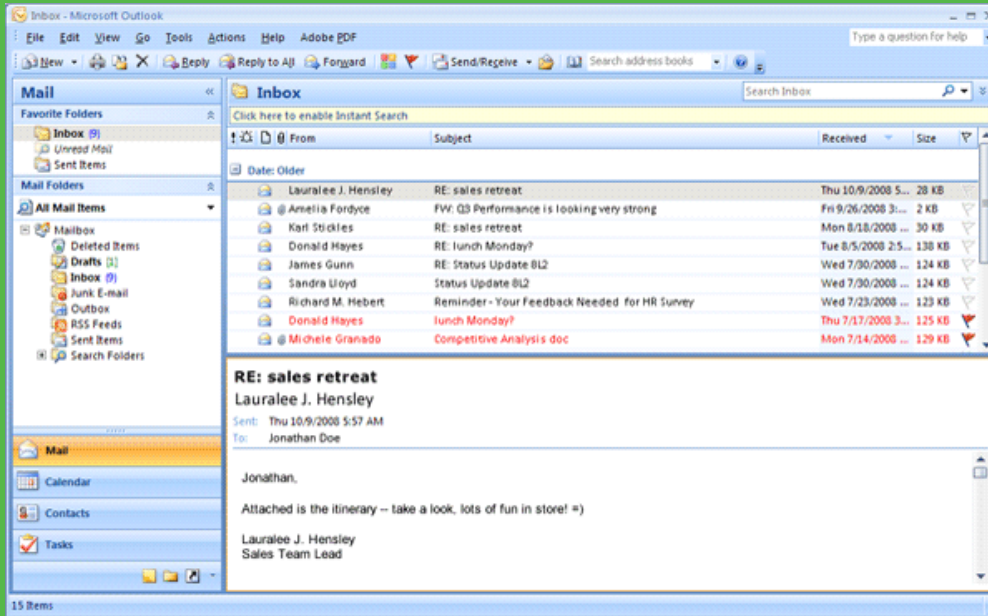 Inbox - Microsoft Outlook
File Edit View Go Tools Actions Help Adobe PDF Type a question for help
New Reply Reply to All Forward Send/Receive Search address books
Mail «
Inbox Search Inbox
Favorite Folders
Click here to enable Instant Search
Inbox (9)
Unread Mail
Sent Items
! From Subject Received Size
Date: Older
Mail Folders
All Mail Items
Mailbox
Deleted Items
Drafts [1]
Inbox (9)
Junk E-mail
Outbox
RSS Feeds
Sent Items
Search Folders
Lauralee J. Hensley RE: sales retreat Thu 10/9/2008 5... 28 KB
Amelia Fordyce FW: Q3 Performance is looking very strong Fri 9/26/2008 3:... 2 KB
Karl Stickles RE: sales retreat Mon 8/18/2008 ... 30 KB
Donald Hayes RE: lunch Monday? Tue 8/5/2008 2:5... 138 KB
James Gunn RE: Status Update 8L2 Wed 7/30/2008 ... 124 KB
Sandra Lloyd Status Update 8L2 Wed 7/30/2008 ... 124 KB
Richard M. Hebert Reminder - Your Feedback Needed for HR Survey Wed 7/23/2008 ... 123 KB
Donald Hayes lunch Monday? Thu 7/17/2008 3... 125 KB
Michele Granado Competitive Analysis doc Mon 7/14/2008 ... 129 KB
RE: sales retreat
Lauralee J. Hensley
Sent: Thu 10/9/2008 5:57 AM
To: Jonathan Doe
Jonathan,
Attached is the itinerary -- take a look, lots of fun in store! =)
Lauralee J. Hensley
Sales Team Lead
Mail
Calendar
Contacts
Tasks
15 Items